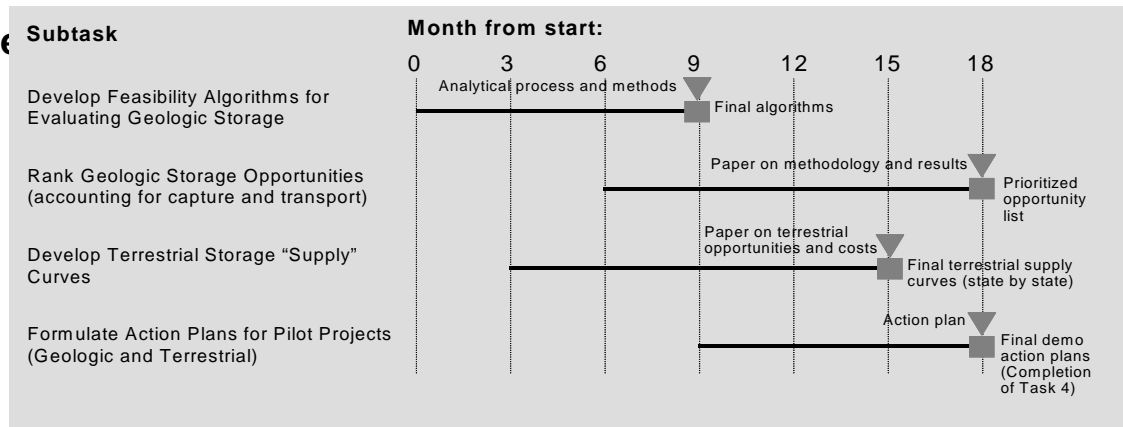 e
Subtask
Month from start:
0 3 6 9 12 15 18
Develop Feasibility Algorithms for
Evaluating Geologic Storage
Analytical process and methods
Final algorithms
Rank Geologic Storage Opportunities
(accounting for capture and transport)
Paper on methodology and results
Prioritized
opportunity
list
Develop Terrestrial Storage “Supply”
Curves
Paper on terrestrial
opportunities and costs
Final terrestrial supply
curves (state by state)
Formulate Action Plans for Pilot Projects
(Geologic and Terrestrial)
Action plan
Final demo
action plans
(Completion
of Task 4)